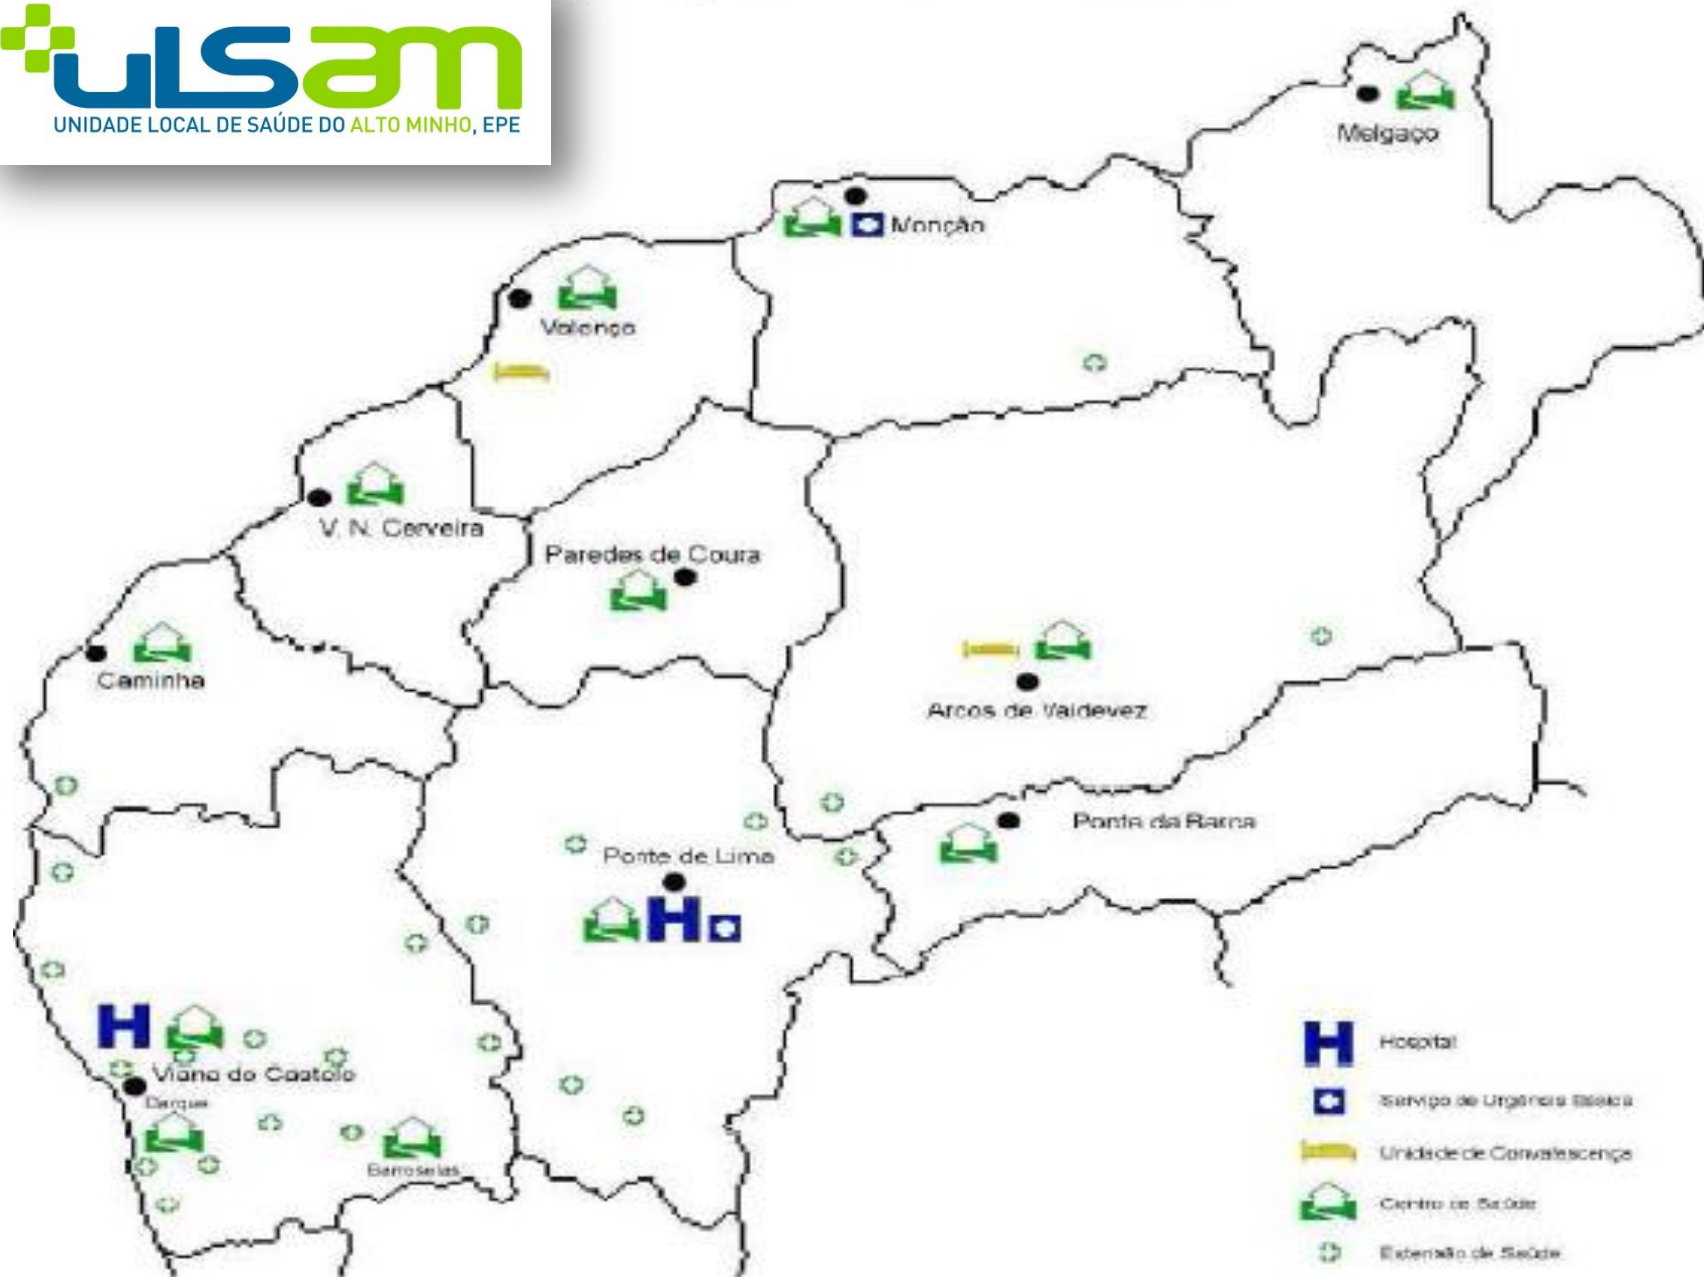 ulsam
UNIDADE LOCAL DE SAÚDE DO ALTO MINHO, EPE
Melgaço
Monção
Valença
V. N. Cerveira
Paredes de Coura
Caminha
Arcos de Valdevez
Ponte da Barca
Ponte de Lima
Viana do Castelo
Darque
Barroselas
H
H
H
Hospital
Serviço de Urgência Básica
Unidade de Convalescença
Centro de Saúde
Extensão de Saúde